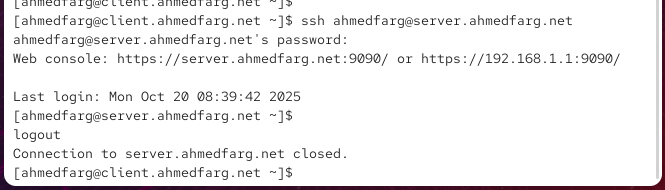 [ahmedfarg@client.ahmedfarg.net ~]$
[ahmedfarg@client.ahmedfarg.net ~]$ ssh ahmedfarg@server.ahmedfarg.net
ahmedfarg@server.ahmedfarg.net's password:
Web console: https://server.ahmedfarg.net:9090/ or https://192.168.1.1:9090/
Last login: Mon Oct 20 08:39:42 2025
[ahmedfarg@server.ahmedfarg.net ~]$
logout
Connection to server.ahmedfarg.net closed.
[ahmedfarg@client.ahmedfarg.net ~]$